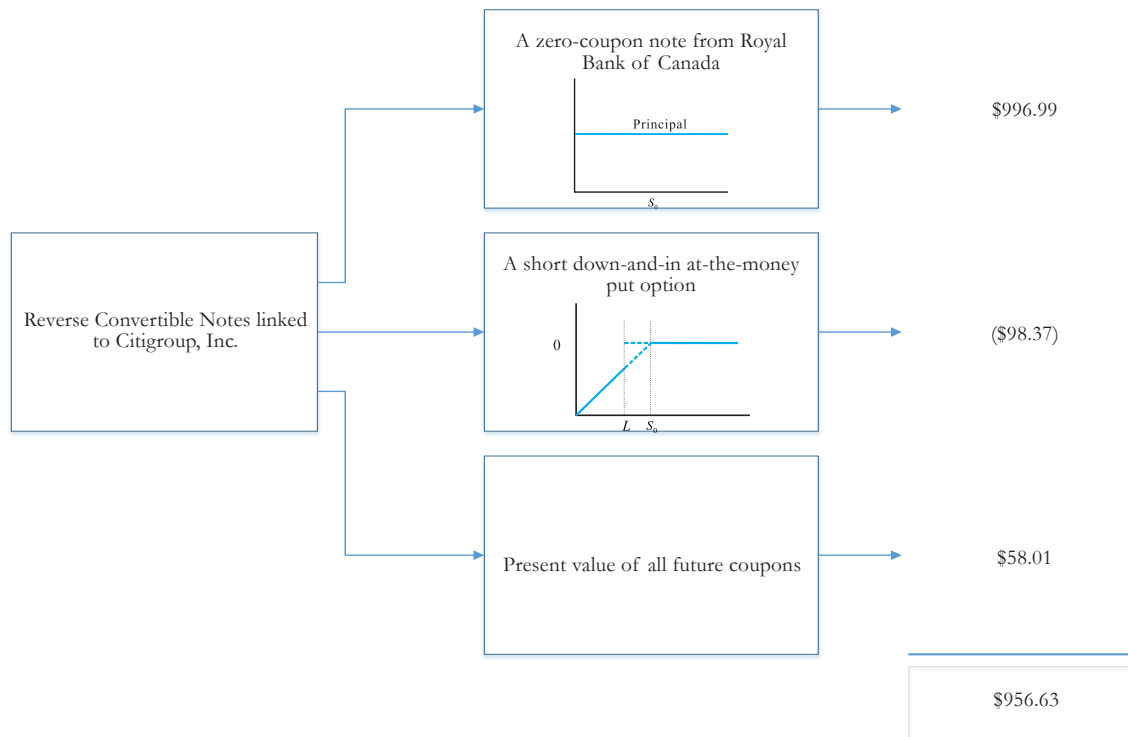 A zero-coupon note from Royal
Bank of Canada
Principal
S₀
$996.99
Reverse Convertible Notes linked
to Citigroup, Inc.
A short down-and-in at-the-money
put option
0
L S₀
($98.37)
Present value of all future coupons
$58.01
$956.63